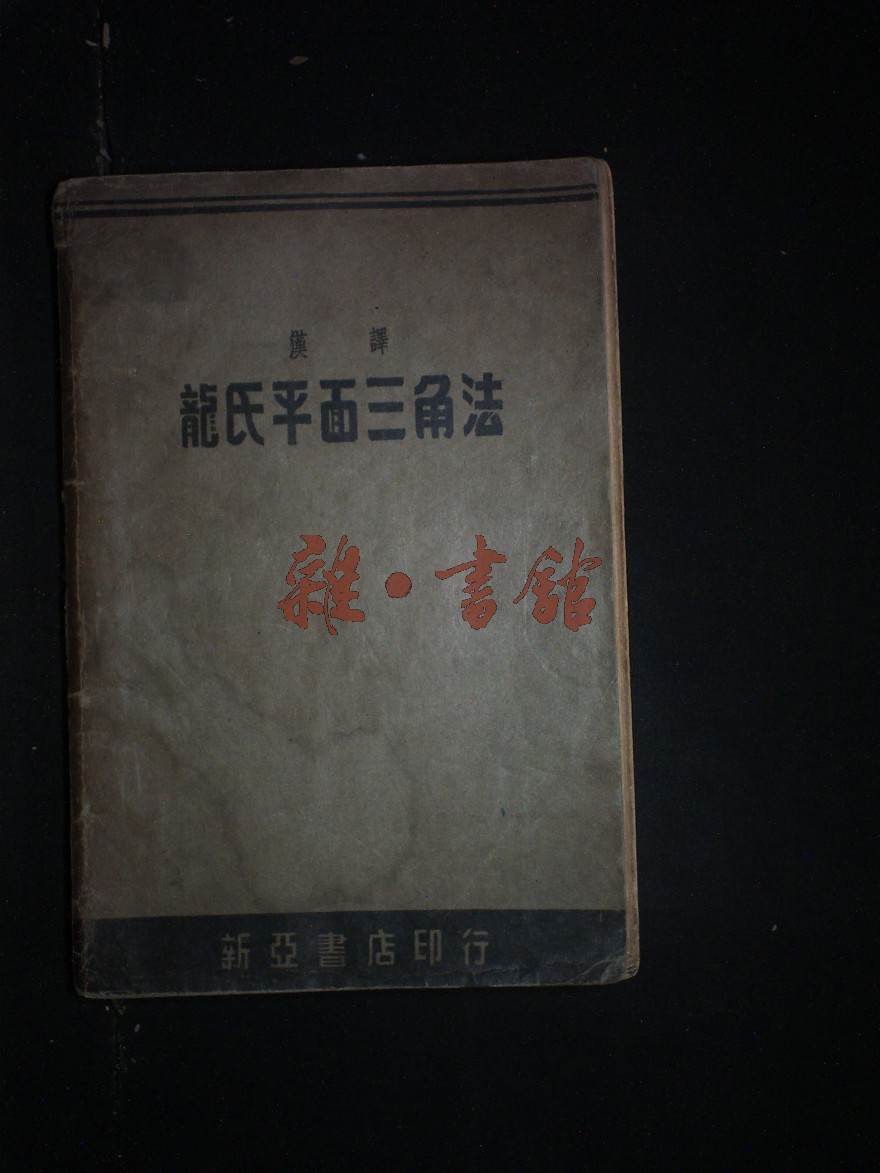 漢譯
龍氏平面三角法
雜·書館
新亞書店印行